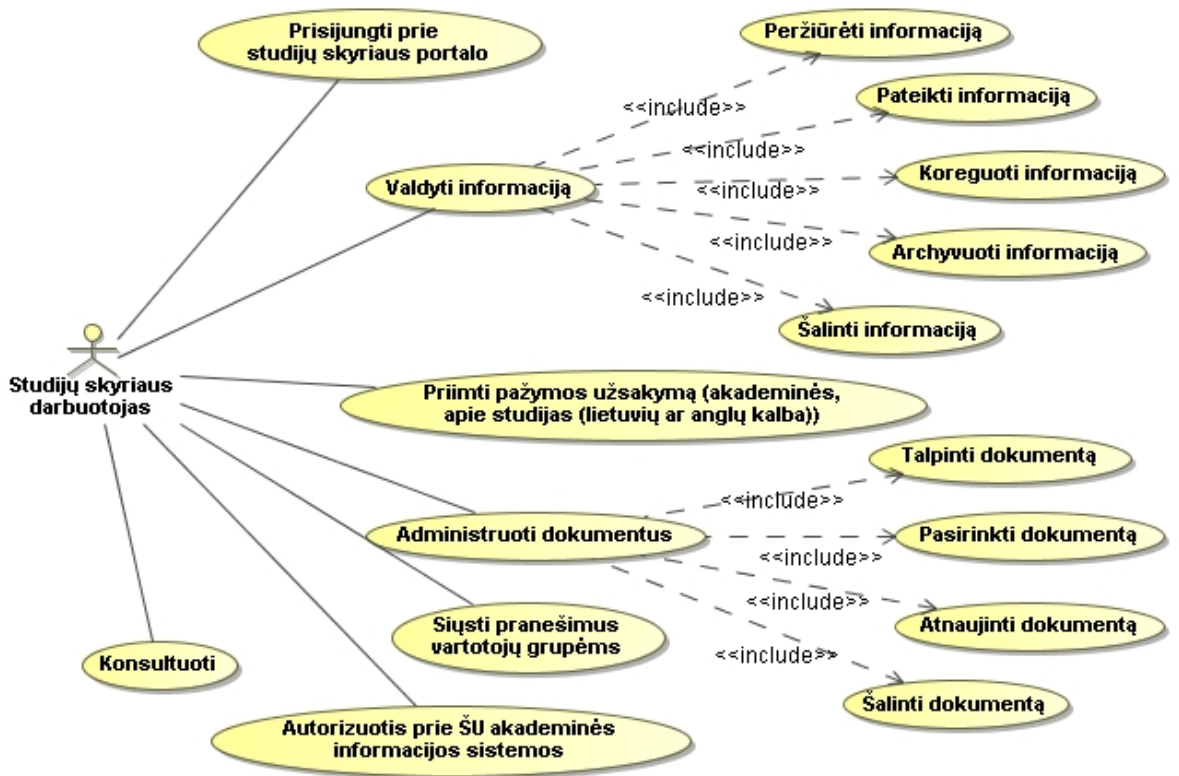 Prisijungti prie
studijų skyriaus portalo
Peržiūrėti informaciją
<<include>>
Pateikti informaciją
<<include>>
Valdyti informaciją
Koreguoti informaciją
<<include>>
<<include>>
Archyvuoti informaciją
<<include>>
Šalinti informaciją
Studijų skyriaus
darbuotojas
Priimti pažymos užsakymą (akademinės,
apie studijas (lietuvių ar anglų kalba))
Talpinti dokumentą
<<include>>
Administruoti dokumentus
Pasirinkti dokumentą
<<include>>
<<include>>
Atnaujinti dokumentą
Siųsti pranešimus
vartotojų grupėms
<<include>>
Konsultuoti
Šalinti dokumentą
Autorizuotis prie ŠU akademinės
informacijos sistemos